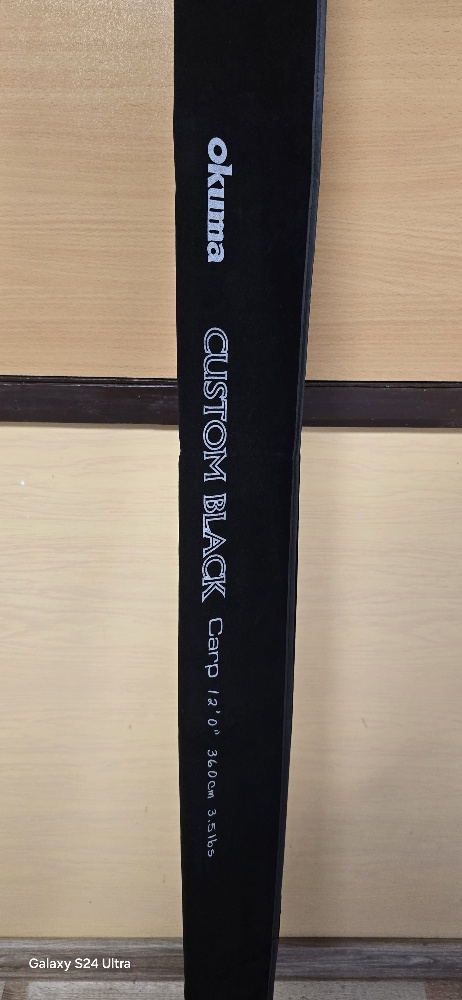 okuma
CUSTOM BLACK Carp 12'0" 360cm 3.5lbs
Galaxy S24 Ultra